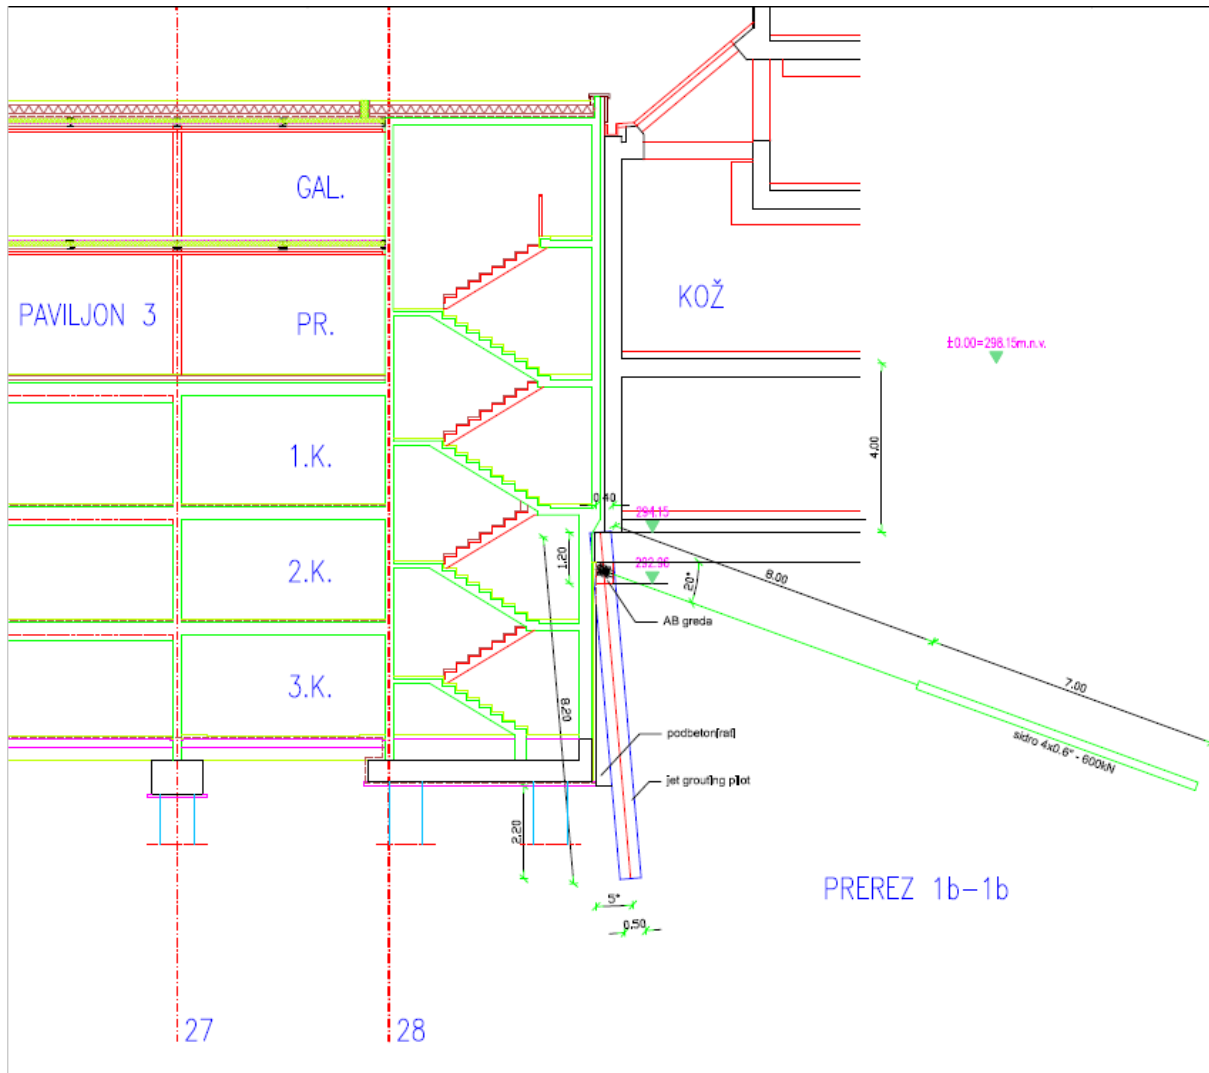 GAL.
PAVILJON 3
PR.
KOŽ
±0.00=298.15m.n.v.
1.K.
4.00
0.40
294.15
1.20
292.96
20°
8.00
2.K.
AB greda
3.K.
8.20
7.00
sidro 4x0.6" - 600kN
podbeton[raf]
jet grouting pilot
2.20
5°
0.50
PREREZ 1b-1b
27
28